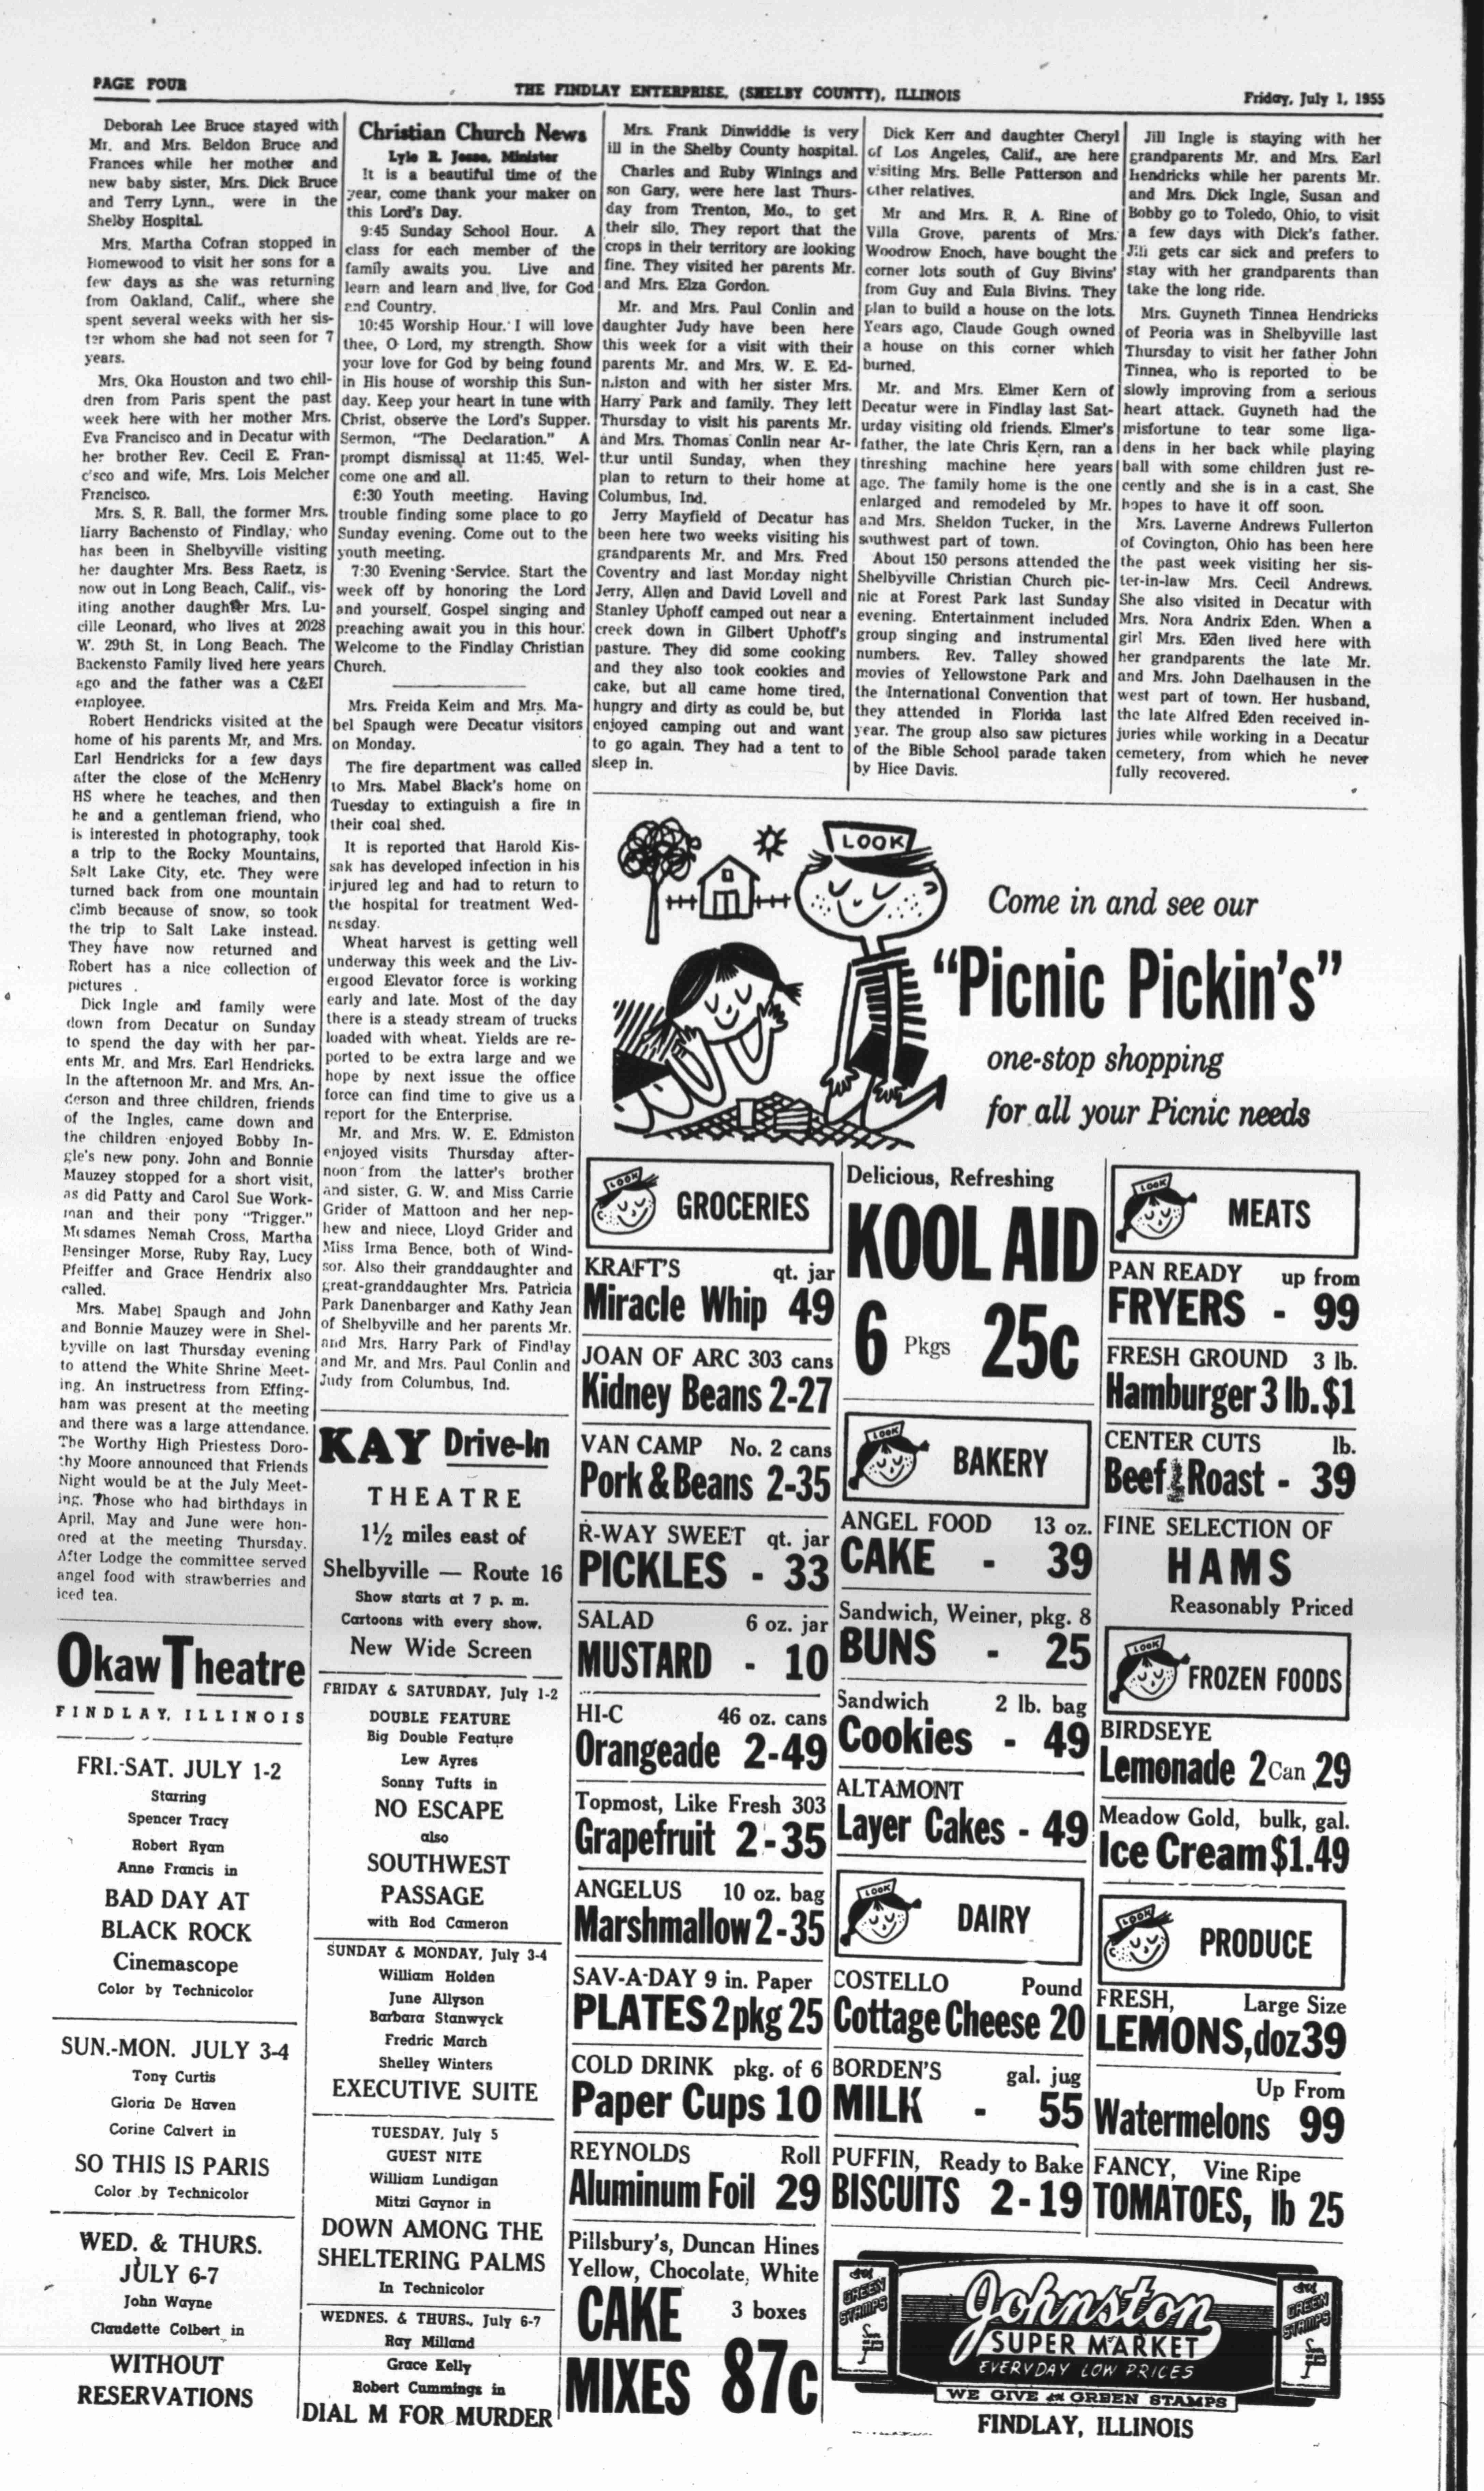 PAGE FOUR
THE FINDLAY ENTERPRISE, (SHELBY COUNTY), ILLINOIS
Friday, July 1, 1955
Deborah Lee Bruce stayed with
Mr. and Mrs. Beldon Bruce and
Frances while her mother and
new baby sister, Mrs. Dick Bruce
and Terry Lynn., were in the
Shelby Hospital.
Mrs. Martha Cofran stopped in
Homewood to visit her sons for a
few days as she was returning
from Oakland, Calif., where she
spent several weeks with her sis-
ter whom she had not seen for 7
years.
Mrs. Oka Houston and two chil-
dren from Paris spent the past
week here with her mother Mrs.
Eva Francisco and in Decatur with
her brother Rev. Cecil E. Fran-
cisco and wife, Mrs. Lois Melcher
Francisco.
Mrs. S. R. Ball, the former Mrs.
Harry Bachensto of Findlay, who
has been in Shelbyville visiting
her daughter Mrs. Bess Raetz, is
now out in Long Beach, Calif., vis-
iting another daughter Mrs. Lu-
cille Leonard, who lives at 2028
W. 29th St. in Long Beach. The
Backensto Family lived here years
ago and the father was a C&EI
employee.
Robert Hendricks visited at the
home of his parents Mr, and Mrs.
Earl Hendricks for a few days
after the close of the McHenry
HS where he teaches, and then
he and a gentleman friend, who
is interested in photography, took
a trip to the Rocky Mountains,
Salt Lake City, etc. They were
turned back from one mountain
climb because of snow, so took
the trip to Salt Lake instead.
They have now returned and
Robert has a nice collection of
pictures .
Dick Ingle and family were
down from Decatur on Sunday
to spend the day with her par-
ents Mr. and Mrs. Earl Hendricks.
In the afternoon Mr. and Mrs. An-
derson and three children, friends
of the Ingles, came down and
the children enjoyed Bobby In-
gle's new pony. John and Bonnie
Mauzey stopped for a short visit,
as did Patty and Carol Sue Work-
man and their pony "Trigger."
Mesdames Nemah Cross, Martha
Pensinger Morse, Ruby Ray, Lucy
Pfeiffer and Grace Hendrix also
called.
Mrs. Mabel Spaugh and John
and Bonnie Mauzey were in Shel-
byville on last Thursday evening
to attend the White Shrine Meet-
ing. An instructress from Effing-
ham was present at the meeting
and there was a large attendance.
The Worthy High Priestess Doro-
thy Moore announced that Friends
Night would be at the July Meet-
ing. Those who had birthdays in
April, May and June were hon-
ored at the meeting Thursday.
After Lodge the committee served
angel food with strawberries and
iced tea.
Okaw Theatre
FINDLAY, ILLINOIS
FRI.-SAT. JULY 1-2
Starring
Spencer Tracy
Robert Ryan
Anne Francis in
BAD DAY AT
BLACK ROCK
Cinemascope
Color by Technicolor
SUN.-MON. JULY 3-4
Tony Curtis
Gloria De Haven
Corine Calvert in
SO THIS IS PARIS
Color by Technicolor
WED. & THURS.
JULY 6-7
John Wayne
Claudette Colbert in
WITHOUT
RESERVATIONS
Christian Church News
Lyle R. Jesse, Minister
It is a beautiful time of the
year, come thank your maker on
this Lord's Day.
9:45 Sunday School Hour. A
class for each member of the
family awaits you. Live and
learn and learn and live, for God
and Country.
10:45 Worship Hour. I will love
thee, O Lord, my strength. Show
your love for God by being found
in His house of worship this Sun-
day. Keep your heart in tune with
Christ, observe the Lord's Supper.
Sermon, "The Declaration." A
prompt dismissal at 11:45. Wel-
come one and all.
6:30 Youth meeting. Having
trouble finding some place to go
Sunday evening. Come out to the
youth meeting.
7:30 Evening Service. Start the
week off by honoring the Lord
and yourself. Gospel singing and
preaching await you in this hour.
Welcome to the Findlay Christian
Church.
Mrs. Freida Keim and Mrs. Ma-
bel Spaugh were Decatur visitors
on Monday.
The fire department was called
to Mrs. Mabel Black's home on
Tuesday to extinguish a fire in
their coal shed.
It is reported that Harold Kis-
sak has developed infection in his
injured leg and had to return to
the hospital for treatment Wed-
nesday.
Wheat harvest is getting well
underway this week and the Liv-
ergood Elevator force is working
early and late. Most of the day
there is a steady stream of trucks
loaded with wheat. Yields are re-
ported to be extra large and we
hope by next issue the office
force can find time to give us a
report for the Enterprise.
Mr. and Mrs. W. E. Edmiston
enjoyed visits Thursday after-
noon from the latter's brother
and sister, G. W. and Miss Carrie
Grider of Mattoon and her nep-
hew and niece, Lloyd Grider and
Miss Irma Bence, both of Wind-
sor. Also their granddaughter and
great-granddaughter Mrs. Patricia
Park Danenbarger and Kathy Jean
of Shelbyville and her parents Mr.
and Mrs. Harry Park of Findlay
and Mr. and Mrs. Paul Conlin and
Judy from Columbus, Ind.
KAY Drive-In
THEATRE
1½ miles east of
Shelbyville — Route 16
Show starts at 7 p. m.
Cartoons with every show.
New Wide Screen
FRIDAY & SATURDAY, July 1-2
DOUBLE FEATURE
Big Double Feature
Lew Ayres
Sonny Tufts in
NO ESCAPE
also
SOUTHWEST
PASSAGE
with Rod Cameron
SUNDAY & MONDAY, July 3-4
William Holden
June Allyson
Barbara Stanwyck
Fredric March
Shelley Winters
EXECUTIVE SUITE
TUESDAY, July 5
GUEST NITE
William Lundigan
Mitzi Gaynor in
DOWN AMONG THE
SHELTERING PALMS
In Technicolor
WEDNES. & THURS., July 6-7
Ray Milland
Grace Kelly
Robert Cummings in
DIAL M FOR MURDER
Mrs. Frank Dinwiddie is very
ill in the Shelby County hospital.
Charles and Ruby Winings and
son Gary, were here last Thurs-
day from Trenton, Mo., to get
their silo. They report that the
crops in their territory are looking
fine. They visited her parents Mr.
and Mrs. Elza Gordon.
Mr. and Mrs. Paul Conlin and
daughter Judy have been here
this week for a visit with their
parents Mr. and Mrs. W. E. Ed-
miston and with her sister Mrs.
Harry Park and family. They left
Thursday to visit his parents Mr.
and Mrs. Thomas Conlin near Ar-
thur until Sunday, when they
plan to return to their home at
Columbus, Ind.
Jerry Mayfield of Decatur has
been here two weeks visiting his
grandparents Mr. and Mrs. Fred
Coventry and last Monday night
Jerry, Allen and David Lovell and
Stanley Uphoff camped out near a
creek down in Gilbert Uphoff's
pasture. They did some cooking
and they also took cookies and
cake, but all came home tired,
hungry and dirty as could be, but
enjoyed camping out and want
to go again. They had a tent to
sleep in.
Dick Kerr and daughter Cheryl
of Los Angeles, Calif., are here
visiting Mrs. Belle Patterson and
other relatives.
Mr and Mrs. R. A. Rine of
Villa Grove, parents of Mrs.
Woodrow Enoch, have bought the
corner lots south of Guy Bivins'
from Guy and Eula Bivins. They
plan to build a house on the lots.
Years ago, Claude Gough owned
a house on this corner which
burned.
Mr. and Mrs. Elmer Kern of
Decatur were in Findlay last Sat-
urday visiting old friends. Elmer's
father, the late Chris Kern, ran a
threshing machine here years
ago. The family home is the one
enlarged and remodeled by Mr.
and Mrs. Sheldon Tucker, in the
southwest part of town.
About 150 persons attended the
Shelbyville Christian Church pic-
nic at Forest Park last Sunday
evening. Entertainment included
group singing and instrumental
numbers. Rev. Talley showed
movies of Yellowstone Park and
the International Convention that
they attended in Florida last
year. The group also saw pictures
of the Bible School parade taken
by Hice Davis.
Jill Ingle is staying with her
grandparents Mr. and Mrs. Earl
Hendricks while her parents Mr.
and Mrs. Dick Ingle, Susan and
Bobby go to Toledo, Ohio, to visit
a few days with Dick's father.
Jill gets car sick and prefers to
stay with her grandparents than
take the long ride.
Mrs. Guyneth Tinnea Hendricks
of Peoria was in Shelbyville last
Thursday to visit her father John
Tinnea, who is reported to be
slowly improving from a serious
heart attack. Guyneth had the
misfortune to tear some liga-
dens in her back while playing
ball with some children just re-
cently and she is in a cast. She
hopes to have it off soon.
Mrs. Laverne Andrews Fullerton
of Covington, Ohio has been here
the past week visiting her sis-
ter-in-law Mrs. Cecil Andrews.
She also visited in Decatur with
Mrs. Nora Andrix Eden. When a
girl Mrs. Eden lived here with
her grandparents the late Mr.
and Mrs. John Daelhausen in the
west part of town. Her husband,
the late Alfred Eden received in-
juries while working in a Decatur
cemetery, from which he never
fully recovered.
LOOK
Come in and see our
"Picnic Pickin's"
one-stop shopping
for all your Picnic needs
LOOK
GROCERIES
KRAFT'S qt. jar
Miracle Whip 49
JOAN OF ARC 303 cans
Kidney Beans 2-27
VAN CAMP No. 2 cans
Pork & Beans 2-35
R-WAY SWEET qt. jar
PICKLES - 33
SALAD 6 oz. jar
MUSTARD - 10
HI-C 46 oz. cans
Orangeade 2-49
Topmost, Like Fresh 303
Grapefruit 2-35
ANGELUS 10 oz. bag
Marshmallow 2-35
SAV-A-DAY 9 in. Paper
PLATES 2 pkg 25
COLD DRINK pkg. of 6
Paper Cups 10
REYNOLDS Roll
Aluminum Foil 29
Pillsbury's, Duncan Hines
Yellow, Chocolate, White
CAKE 3 boxes
MIXES 87c
Delicious, Refreshing
KOOL AID
6 Pkgs 25c
LOOK
BAKERY
ANGEL FOOD 13 oz.
CAKE - 39
Sandwich, Weiner, pkg. 8
BUNS - 25
Sandwich 2 lb. bag
Cookies - 49
ALTAMONT
Layer Cakes - 49
LOOK
DAIRY
COSTELLO Pound
Cottage Cheese 20
BORDEN'S gal. jug
MILK - 55
PUFFIN, Ready to Bake
BISCUITS 2-19
LOOK
MEATS
PAN READY up from
FRYERS - 99
FRESH GROUND 3 lb.
Hamburger 3 lb. $1
CENTER CUTS lb.
Beef Roast - 39
FINE SELECTION OF
HAMS
Reasonably Priced
LOOK
FROZEN FOODS
BIRDSEYE
Lemonade 2 Can 29
Meadow Gold, bulk, gal.
Ice Cream $1.49
LOOK
PRODUCE
FRESH, Large Size
LEMONS, doz 39
Up From
Watermelons 99
FANCY, Vine Ripe
TOMATOES, lb 25
GREEN
STAMPS
Johnston
SUPER MARKET
EVERYDAY LOW PRICES
WE GIVE S&H GREEN STAMPS
S&H
GREEN
STAMPS
FINDLAY, ILLINOIS